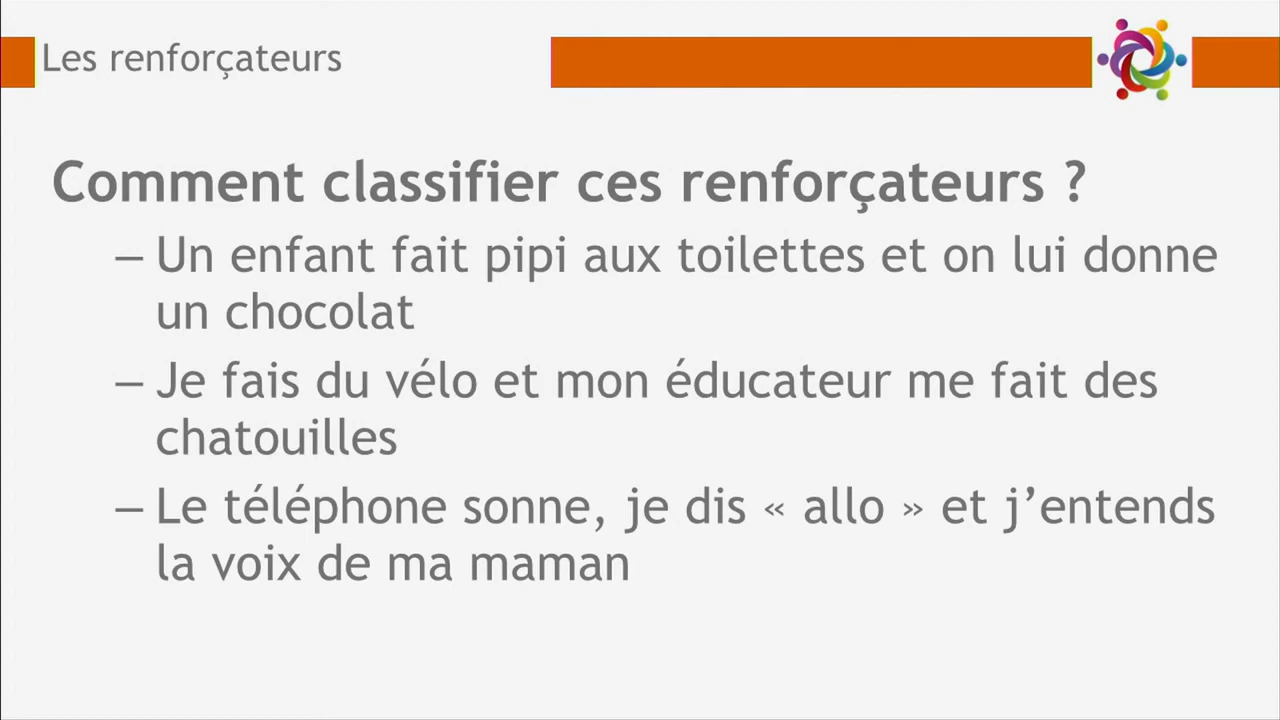 Les renforçateurs
Comment classifier ces renforçateurs ?
– Un enfant fait pipi aux toilettes et on lui donne
un chocolat
– Je fais du vélo et mon éducateur me fait des
chatouilles
– Le téléphone sonne, je dis « allo » et j’entends
la voix de ma maman